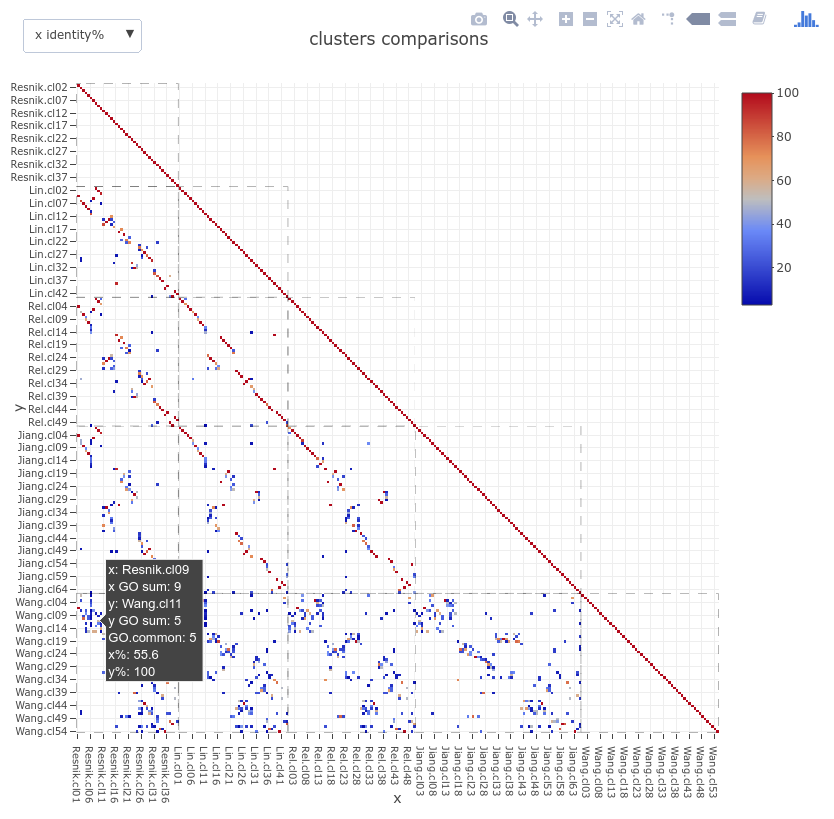 x identity% ▼
clusters comparisons
Resnik.cl02
Resnik.cl07
Resnik.cl12
Resnik.cl17
Resnik.cl22
Resnik.cl27
Resnik.cl32
Resnik.cl37
Lin.cl02
Lin.cl07
Lin.cl12
Lin.cl17
Lin.cl22
Lin.cl27
Lin.cl32
Lin.cl37
Lin.cl42
Rel.cl04
Rel.cl09
Rel.cl14
Rel.cl19
Rel.cl24
Rel.cl29
Rel.cl34
Rel.cl39
Rel.cl44
Rel.cl49
Jiang.cl04
Jiang.cl09
Jiang.cl14
Jiang.cl19
Jiang.cl24
Jiang.cl29
Jiang.cl34
Jiang.cl39
Jiang.cl44
Jiang.cl49
Jiang.cl54
Jiang.cl59
Jiang.cl64
Wang.cl04
Wang.cl09
Wang.cl14
Wang.cl19
Wang.cl24
Wang.cl29
Wang.cl34
Wang.cl39
Wang.cl44
Wang.cl49
Wang.cl54
y
100
80
60
40
20
x: Resnik.cl09
x GO sum: 9
y: Wang.cl11
y GO sum: 5
GO.common: 5
x%: 55.6
y%: 100
Resnik.cl01
Resnik.cl06
Resnik.cl11
Resnik.cl16
Resnik.cl21
Resnik.cl26
Resnik.cl31
Resnik.cl36
Lin.cl01
Lin.cl06
Lin.cl11
Lin.cl16
Lin.cl21
Lin.cl26
Lin.cl31
Lin.cl36
Lin.cl41
Rel.cl03
Rel.cl08
Rel.cl13
Rel.cl18
Rel.cl23
Rel.cl28
Rel.cl33
Rel.cl38
Rel.cl43
Rel.cl48
Jiang.cl03
Jiang.cl08
Jiang.cl13
Jiang.cl18
Jiang.cl23
Jiang.cl28
Jiang.cl33
Jiang.cl38
Jiang.cl43
Jiang.cl48
Jiang.cl53
Jiang.cl58
Jiang.cl63
Wang.cl03
Wang.cl08
Wang.cl13
Wang.cl18
Wang.cl23
Wang.cl28
Wang.cl33
Wang.cl38
Wang.cl43
Wang.cl48
Wang.cl53
x